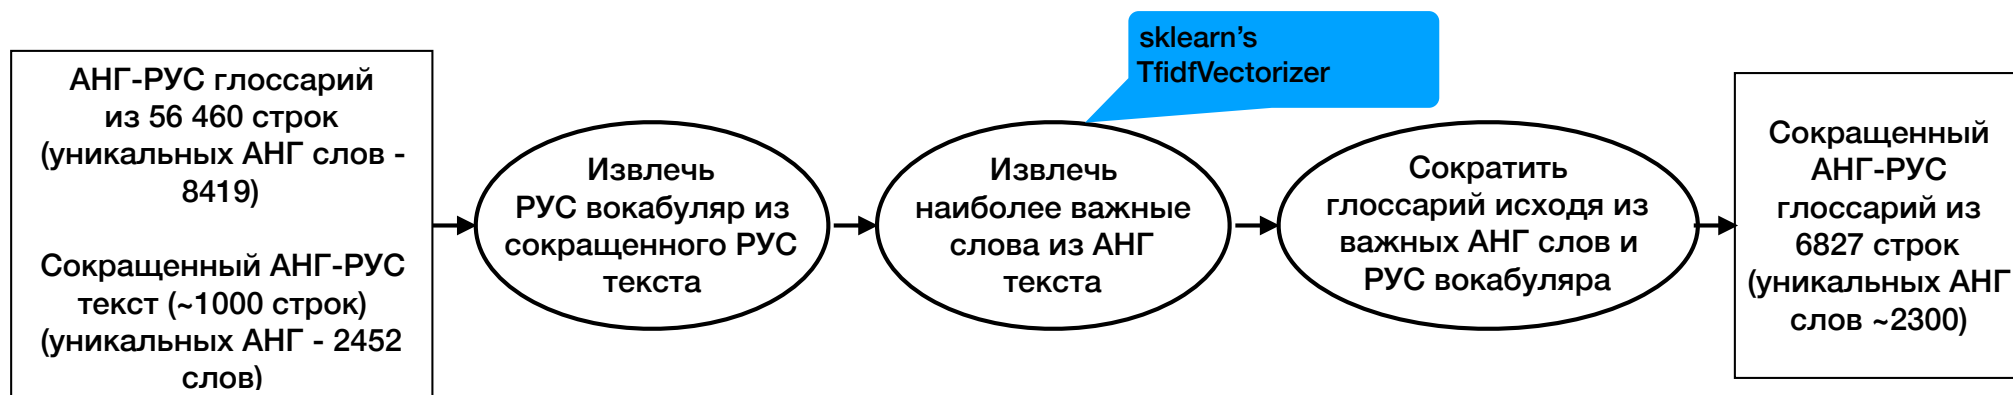 sklearn's
TfidfVectorizer
АНГ-РУС глоссарий
из 56 460 строк
(уникальных АНГ слов -
8419)
Сокращенный АНГ-РУС
текст (~1000 строк)
(уникальных АНГ - 2452
слов)
Извлечь
РУС вокабуляр из
сокращенного РУС
текста
Извлечь
наиболее важные
слова из АНГ
текста
Сократить
глоссарий исходя из
важных АНГ слов и
РУС вокабуляра
Сокращенный
АНГ-РУС
глоссарий из
6827 строк
(уникальных АНГ
слов ~2300)